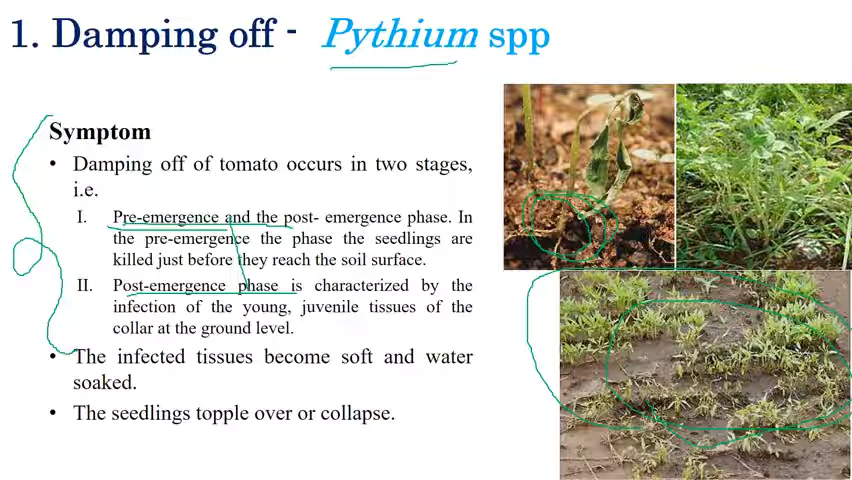 1. Damping off - Pythium spp
Symptom
• Damping off of tomato occurs in two stages,
i.e.
I. Pre-emergence and the post- emergence phase. In
the pre-emergence the phase the seedlings are
killed just before they reach the soil surface.
II. Post-emergence phase is characterized by the
infection of the young, juvenile tissues of the
collar at the ground level.
• The infected tissues become soft and water
soaked.
• The seedlings topple over or collapse.